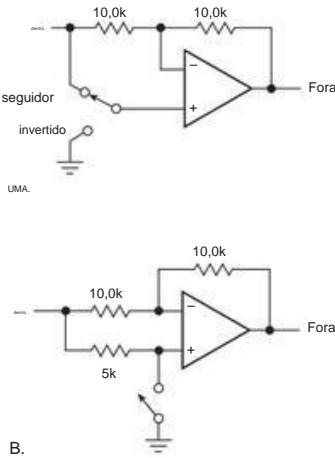 10,0k 10,0k
dentro
Fora
seguidor
invertido
UMA.
10,0k
dentro
10,0k
Fora
5k
B.